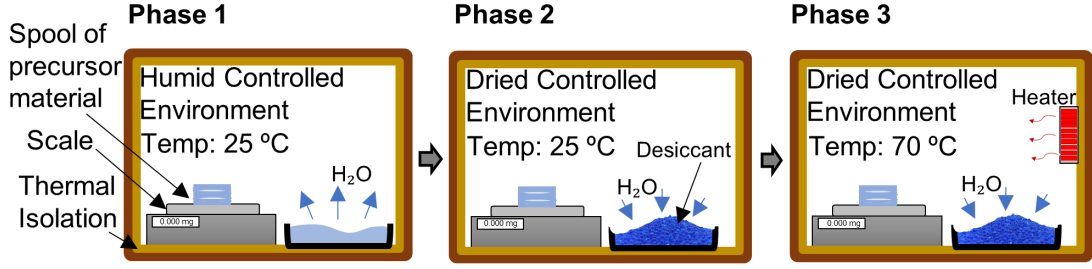 Phase 1
Spool of
precursor
material
Scale
Thermal
Isolation
Humid Controlled
Environment
Temp: 25 ºC
H₂O
0.000 mg
Phase 2
Dried Controlled
Environment
Temp: 25 ºC
Desiccant
H₂O
0.000 mg
Phase 3
Dried Controlled
Environment
Temp: 70 ºC
Heater
H₂O
0.000 mg